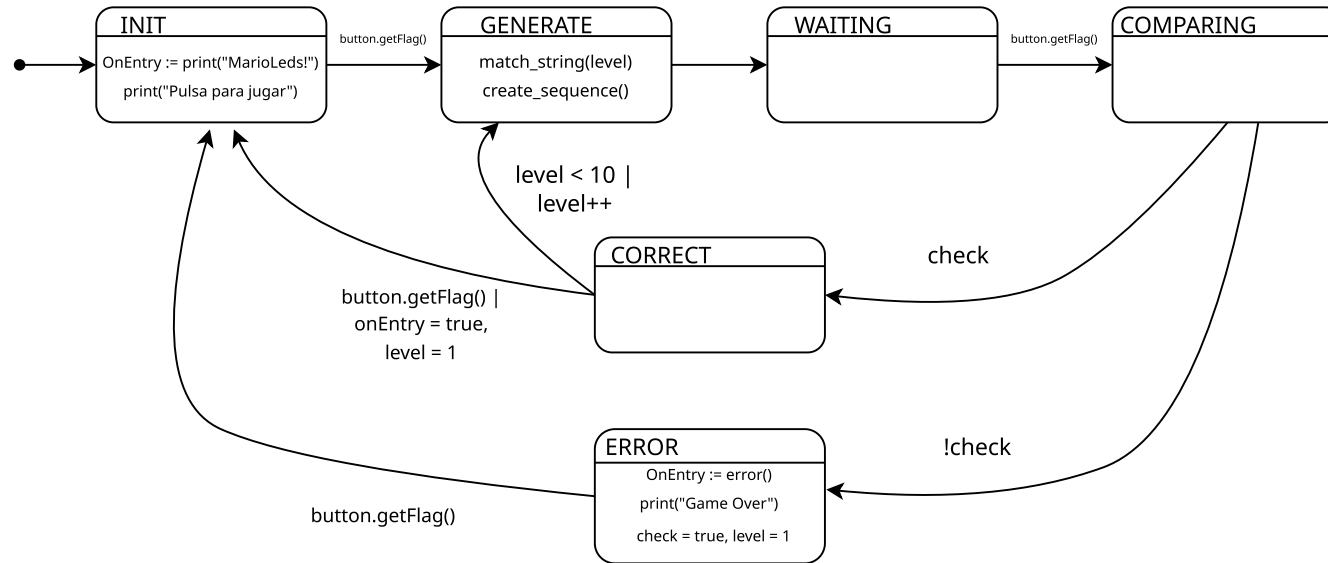 INIT
OnEntry := print("MarioLeds!")
print("Pulsa para jugar")
button.getFlag()
GENERATE
match_string(level)
create_sequence()
WAITING
button.getFlag()
COMPARING
level < 10 |
level++
CORRECT
check
button.getFlag() |
onEntry = true,
level = 1
ERROR
OnEntry := error()
print("Game Over")
check = true, level = 1
!check
button.getFlag()